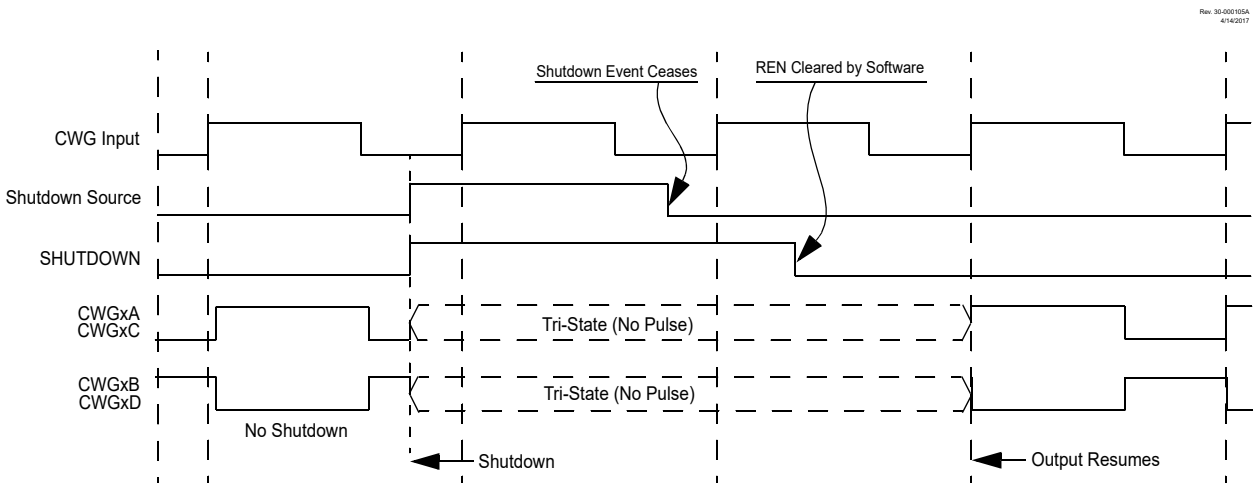 Rev. 30-000105A
4/14/2017
Shutdown Event Ceases
REN Cleared by Software
CWG Input
Shutdown Source
SHUTDOWN
CWGxA
CWGxC
Tri-State (No Pulse)
CWGxB
CWGxD
Tri-State (No Pulse)
No Shutdown
Shutdown
Output Resumes